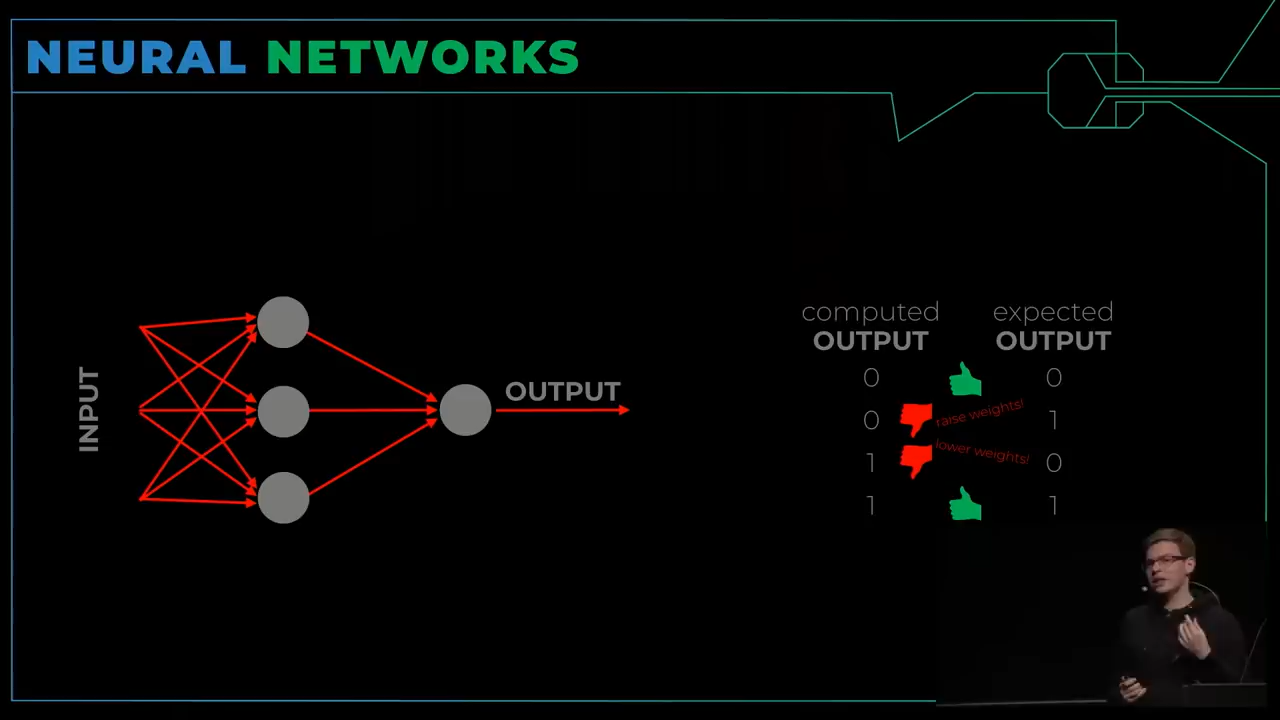 NEURAL NETWORKS
INPUT
OUTPUT
computed expected
OUTPUT OUTPUT
0 0
0 raise weights! 1
1 lower weights! 0
1 1